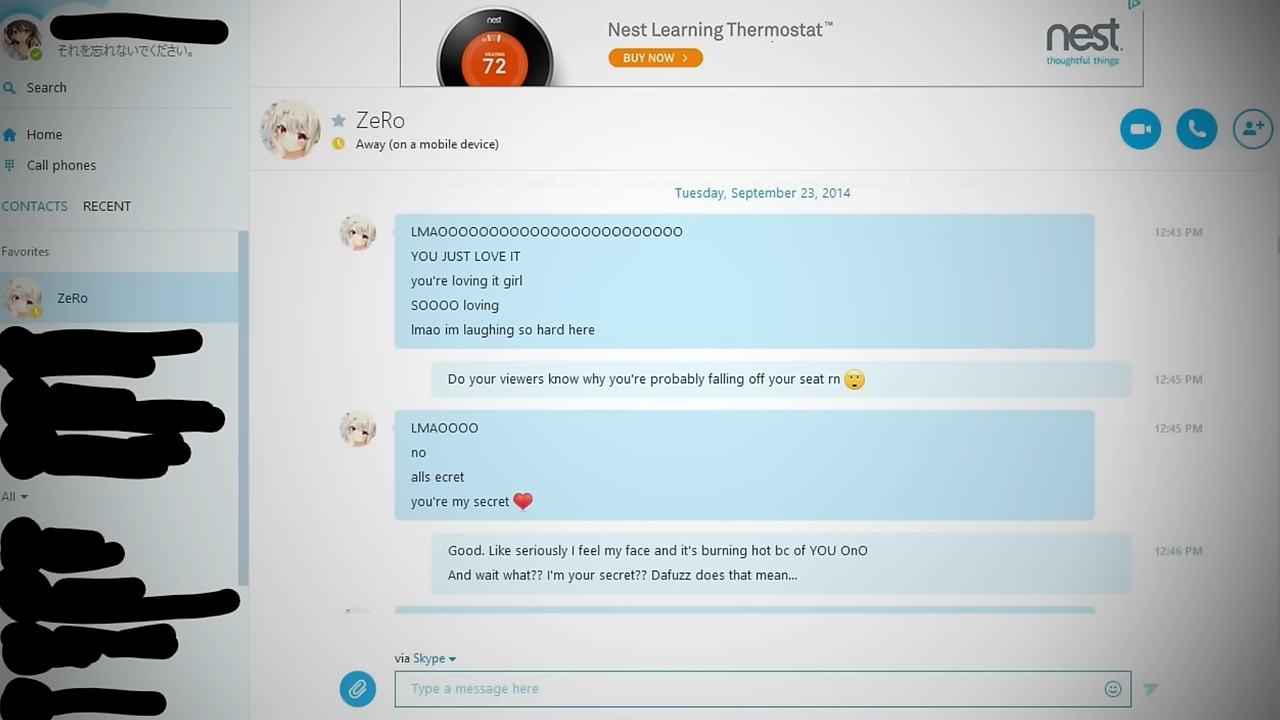 nest
HEATING
72
Nest Learning Thermostat™
BUY NOW >
nest.
thoughtful things
それを忘れないでください。
Search
Home
Call phones
CONTACTS RECENT
Favorites
ZeRo
All
ZeRo
Away (on a mobile device)
Tuesday, September 23, 2014
LMAOOOOOOOOOOOOOOOOOOOOOOOO 12:43 PM
YOU JUST LOVE IT
you're loving it girl
SOOOO loving
lmao im laughing so hard here
Do your viewers know why you're probably falling off your seat rn 12:45 PM
LMAOOOO 12:45 PM
no
alls ecret
you're my secret ❤
Good. Like seriously I feel my face and it's burning hot bc of YOU OnO 12:46 PM
And wait what?? I'm your secret?? Dafuzz does that mean...
via Skype
Type a message here